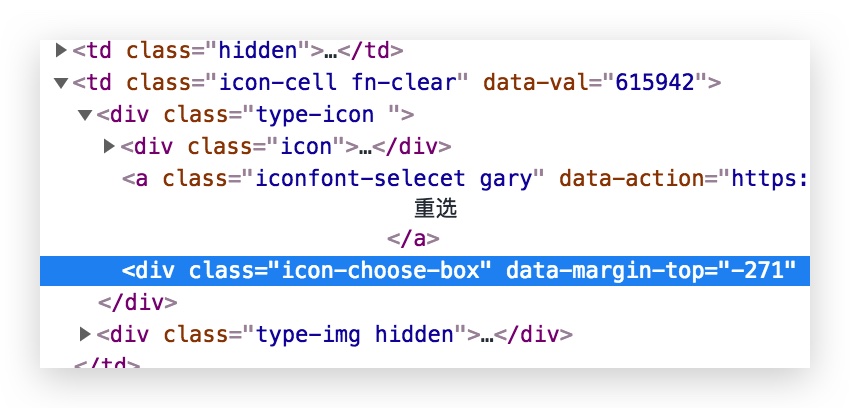 <td class="hidden">…</td>
<td class="icon-cell fn-clear" data-val="615942">
<div class="type-icon ">
<div class="icon">…</div>
<a class="iconfont-selecet gary" data-action="https:
重选
</a>
<div class="icon-choose-box" data-margin-top="-271"
</div>
<div class="type-img hidden">…</div>
</td>